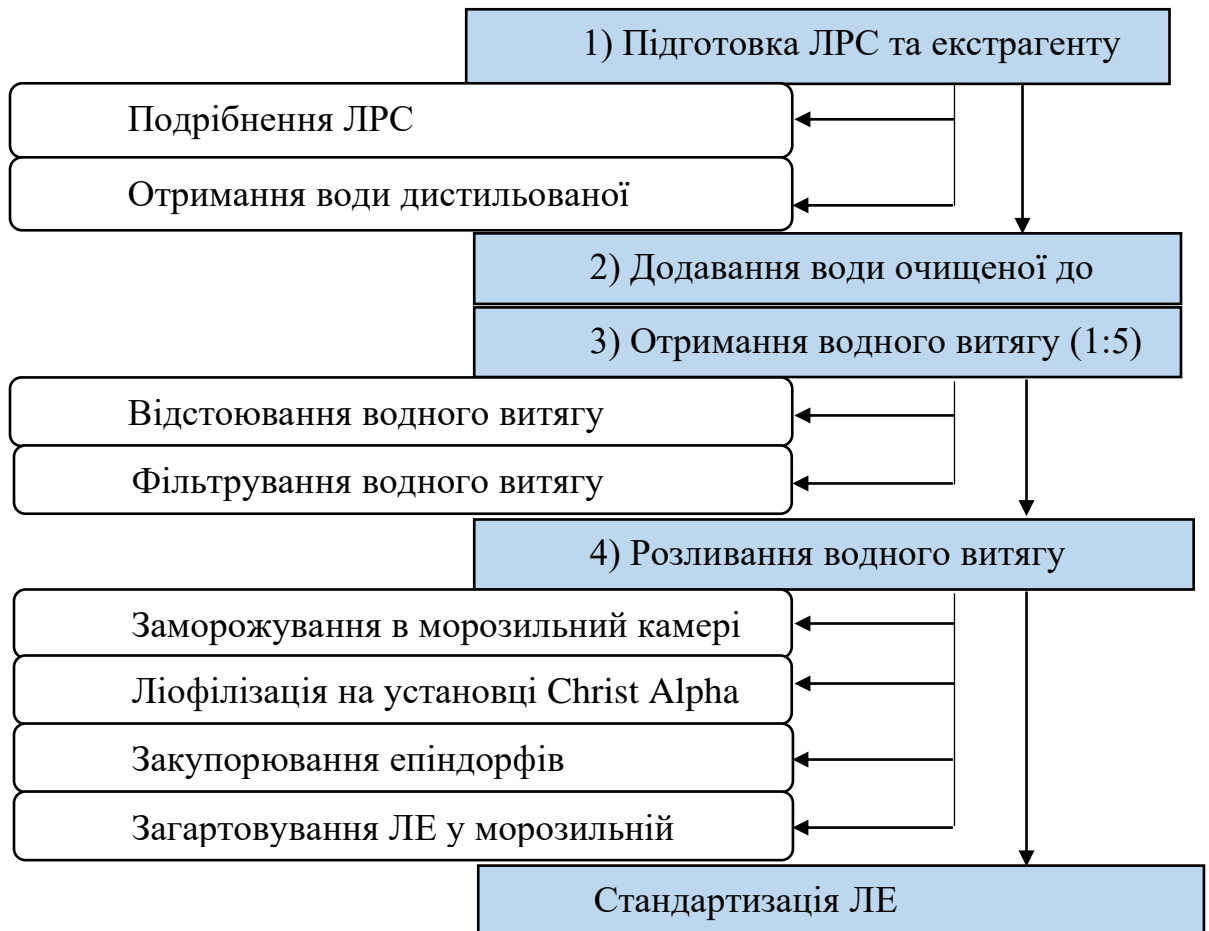 1) Підготовка ЛРС та екстрагенту
Подрібнення ЛРС
Отримання води дистильованої
2) Додавання води очищеної до
3) Отримання водного витягу (1:5)
Відстоювання водного витягу
Фільтрування водного витягу
4) Розливання водного витягу
Заморожування в морозильний камері
Ліофілізація на установці Christ Alpha
Закупорювання епіндорфів
Загартовування ЛЕ у морозильній
Стандартизація ЛЕ